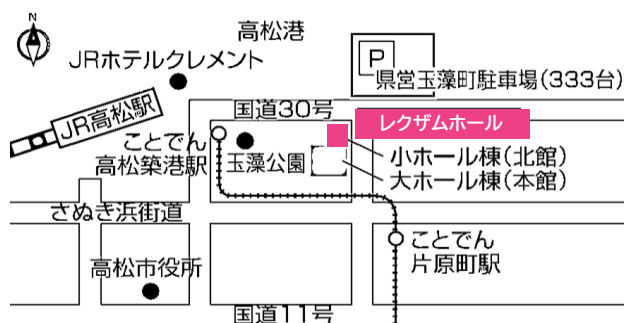 N
高松港
JRホテルクレメント
P
県営玉藻町駐車場(333台)
国道30号
レクザムホール
JR高松駅
ことでん
高松築港駅
玉藻公園
小ホール棟(北館)
大ホール棟(本館)
さぬき浜街道
ことでん
片原町駅
高松市役所
国道11号